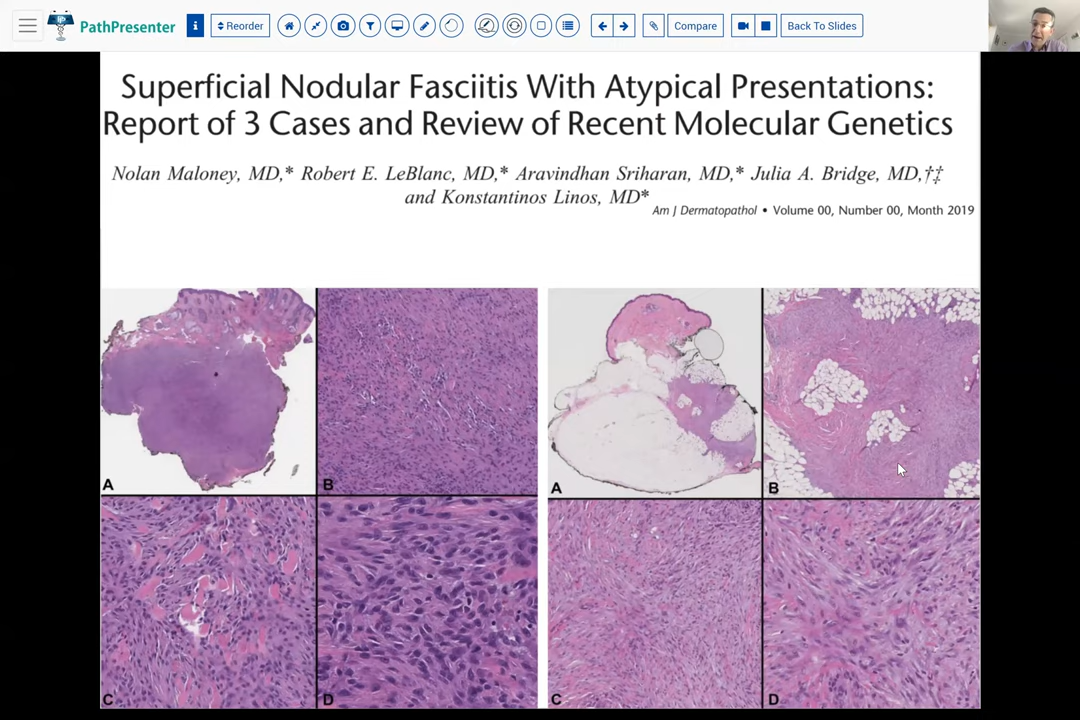 PathPresenter
Reorder
Compare
Back To Slides
Superficial Nodular Fasciitis With Atypical Presentations:
Report of 3 Cases and Review of Recent Molecular Genetics
Nolan Maloney, MD,* Robert E. LeBlanc, MD,* Aravindhan Sriharan, MD,* Julia A. Bridge, MD,†‡
and Konstantinos Linos, MD*
Am J Dermatopathol • Volume 00, Number 00, Month 2019
A
B
A
B
C
D
C
D